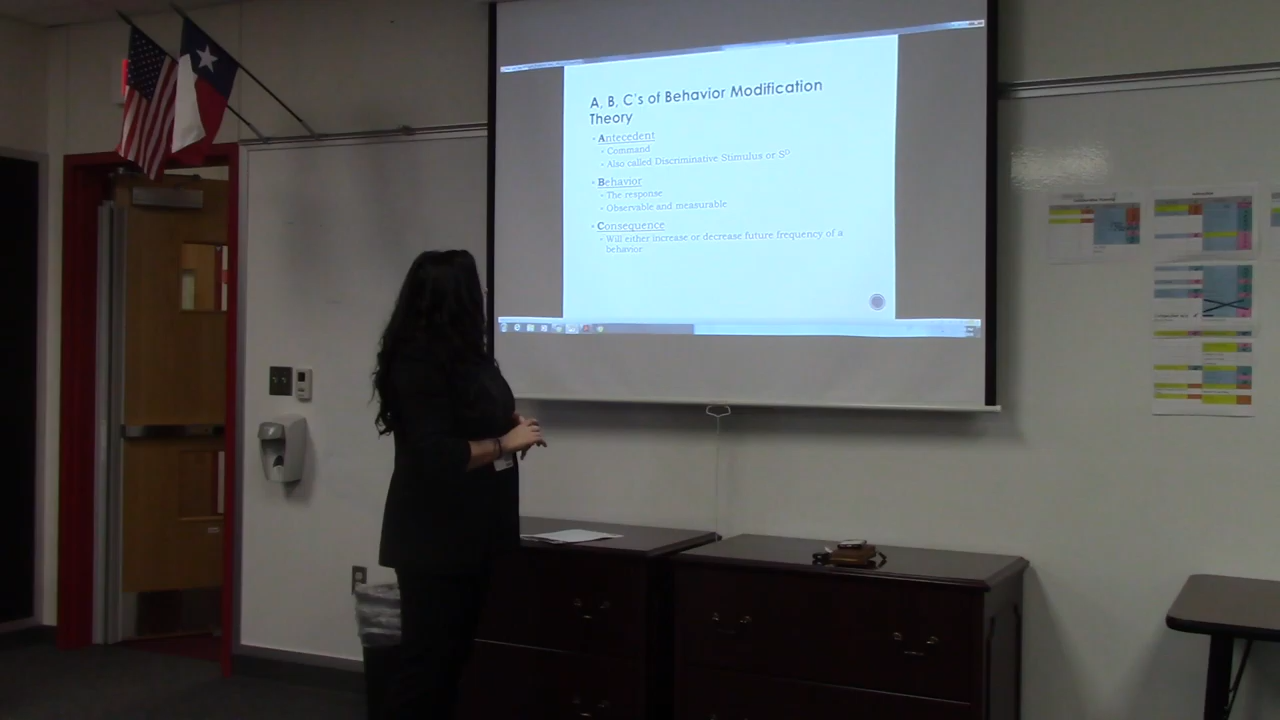 A, B, C's of Behavior Modification
Theory
Antecedent
Command
Also called Discriminative Stimulus or Sᴰ
Behavior
The response
Observable and measurable
Consequence
Will either increase or decrease future frequency of a
behavior